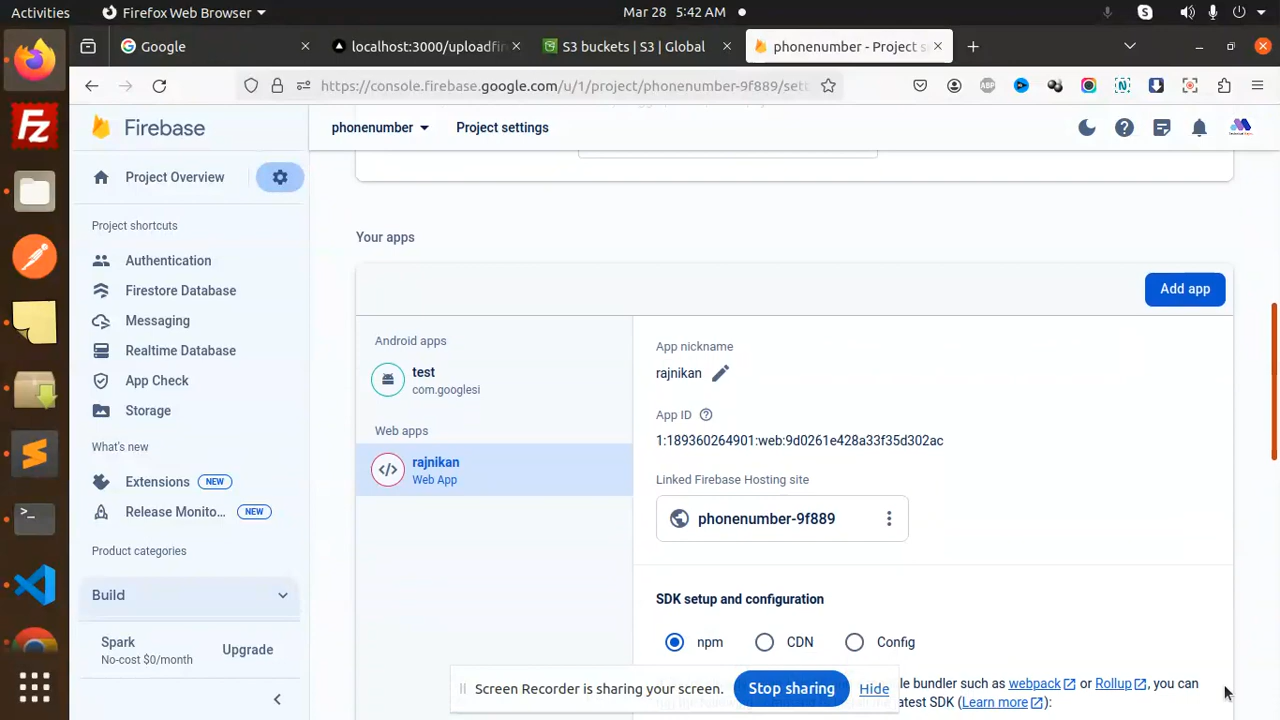 Activities
Firefox Web Browser
Mar 28 5:42 AM
Google
localhost:3000/uploadfin
S3 buckets | S3 | Global
phonenumber - Project s
https://console.firebase.google.com/u/1/project/phonenumber-9f889/sett
Firebase
phonenumber
Project settings
Project Overview
Project shortcuts
Authentication
Firestore Database
Messaging
Realtime Database
App Check
Storage
What's new
Extensions NEW
Release Monito... NEW
Product categories
Build
Spark
No-cost $0/month
Upgrade
Your apps
Add app
Android apps
test
com.googlesi
Web apps
rajnikan
Web App
App nickname
rajnikan
App ID
1:189360264901:web:9d0261e428a33f35d302ac
Linked Firebase Hosting site
phonenumber-9f889
SDK setup and configuration
npm
CDN
Config
le bundler such as webpack or Rollup, you can
atest SDK (Learn more):
Screen Recorder is sharing your screen.
Stop sharing
Hide